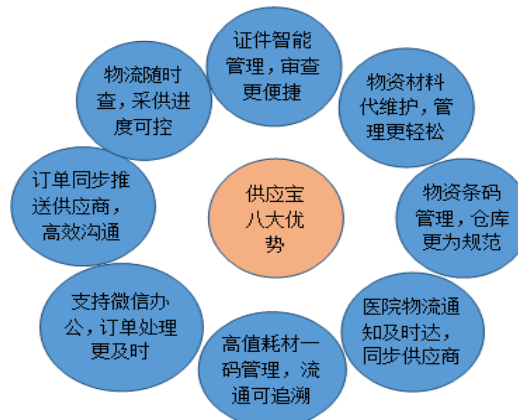 证件智能
管理，审查
更便捷
物资材料
代维护，管
理更轻松
物资条码
管理，仓库
更为规范
医院物流通
知及时达，
同步供应商
高值耗材一
码管理，流
通可追溯
支持微信办
公，订单处理
更及时
订单同步推
送供应商，
高效沟通
物流随时
查，采供进
度可控
供应宝
八大优
势